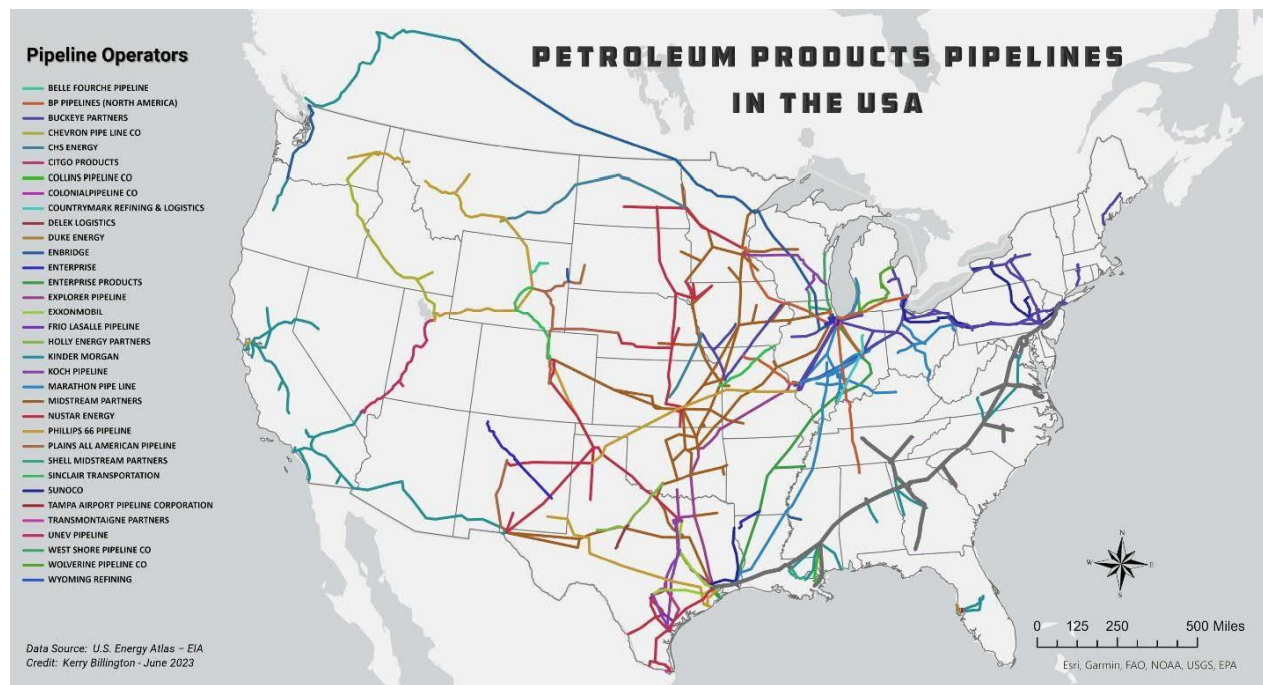 PETROLEUM PRODUCTS PIPELINES
IN THE USA
Pipeline Operators
BELLE FOURCHE PIPELINE
BP PIPELINES (NORTH AMERICA)
BUCKEYE PARTNERS
CHEVRON PIPE LINE CO
CHS ENERGY
CITGO PRODUCTS
COLLINS PIPELINE CO
COLONIALPIPELINE CO
COUNTRYMARK REFINING & LOGISTICS
DELEK LOGISTICS
DUKE ENERGY
ENBRIDGE
ENTERPRISE
ENTERPRISE PRODUCTS
EXPLORER PIPELINE
EXXONMOBIL
FRIO LASALLE PIPELINE
HOLLY ENERGY PARTNERS
KINDER MORGAN
KOCH PIPELINE
MARATHON PIPE LINE
MIDSTREAM PARTNERS
NUSTAR ENERGY
PHILLIPS 66 PIPELINE
PLAINS ALL AMERICAN PIPELINE
SHELL MIDSTREAM PARTNERS
SINCLAIR TRANSPORTATION
SUNOCO
TAMPA AIRPORT PIPELINE CORPORATION
TRANSMONTAIGNE PARTNERS
UNEV PIPELINE
WEST SHORE PIPELINE CO
WOLVERINE PIPELINE CO
WYOMING REFINING
Data Source: U.S. Energy Atlas – EIA
Credit: Kerry Billington - June 2023
N
W E
S
0 125 250 500 Miles
Esri, Garmin, FAO, NOAA, USGS, EPA